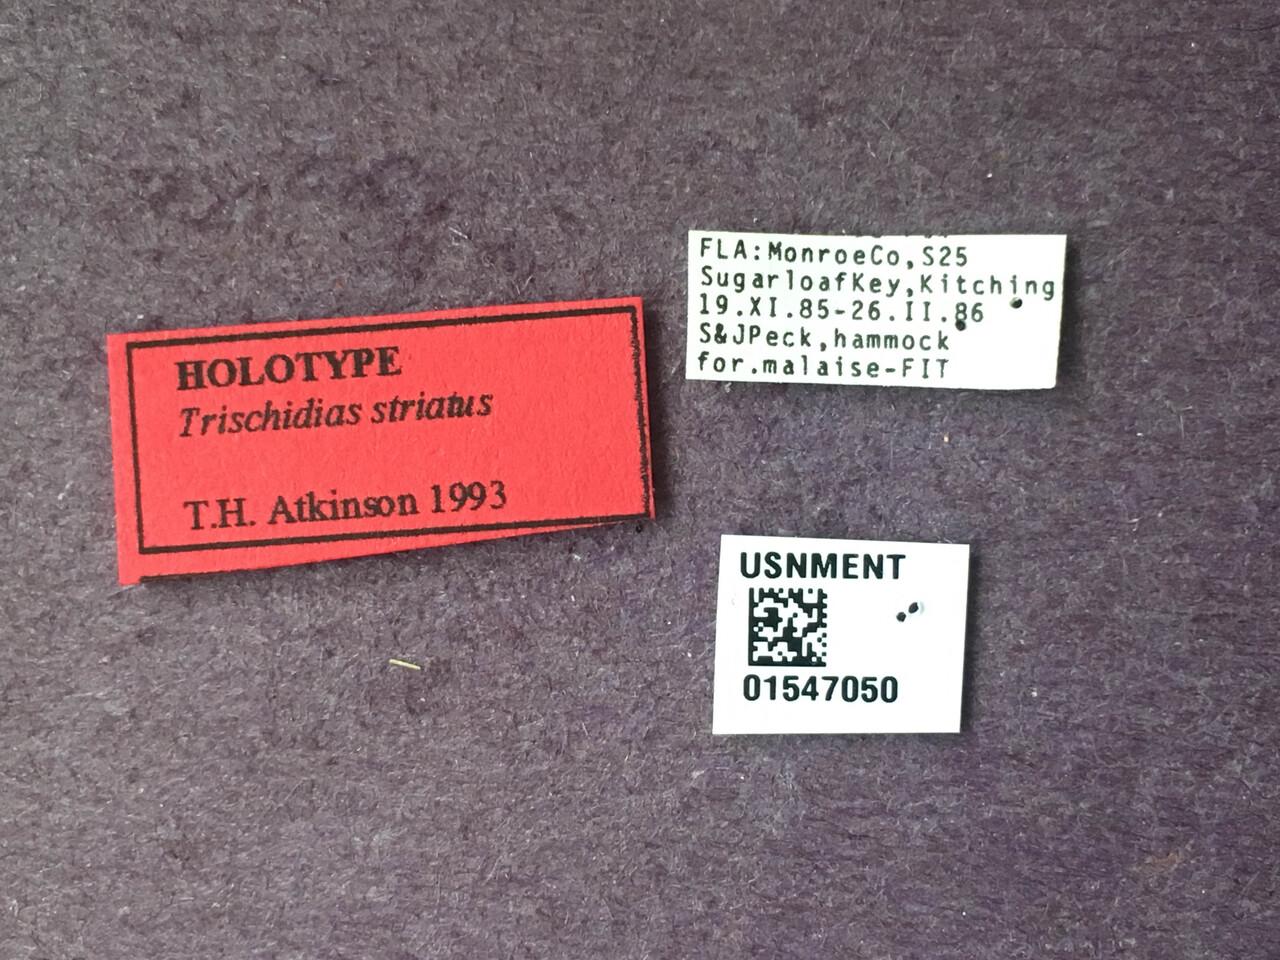 HOLOTYPE
Trischidias striatus
T.H. Atkinson 1993
FLA:MonroeCo,S25
SugarloafKey,Kitching
19.XI.85-26.II.86
S&JPeck,hammock
for.malaise-FIT
USNMENT
01547050